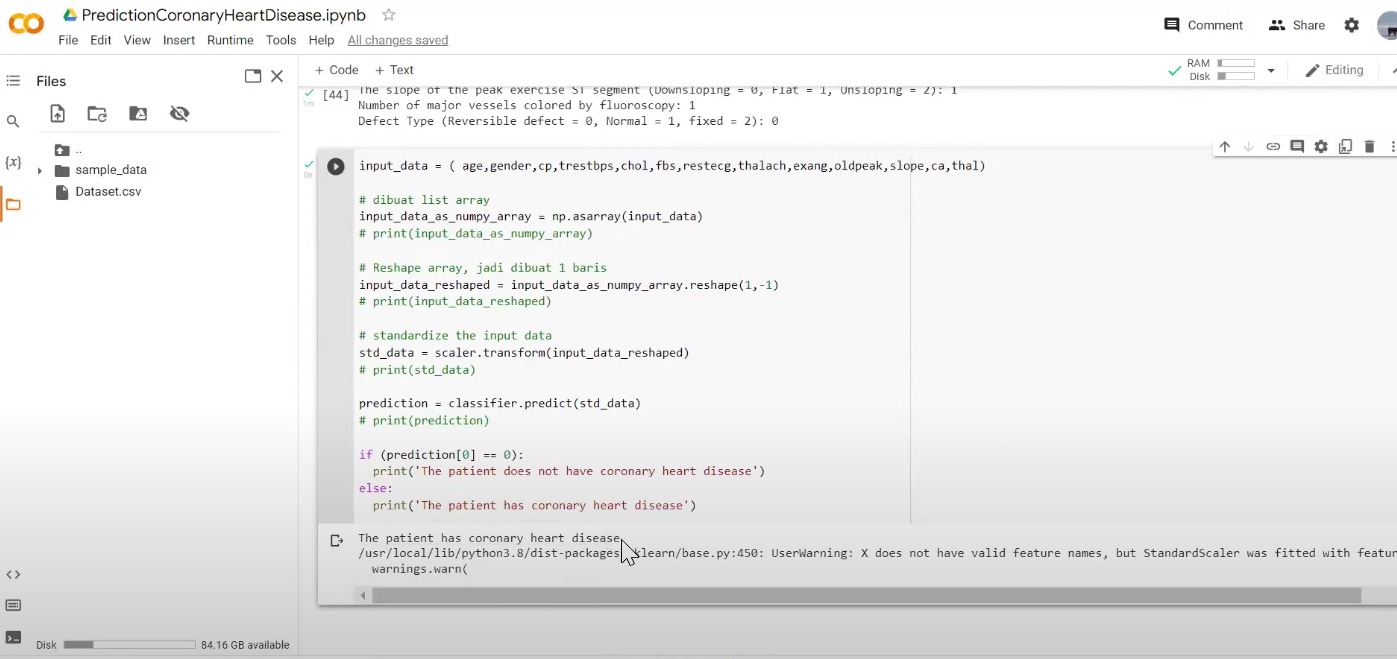 PredictionCoronaryHeartDisease.ipynb
File Edit View Insert Runtime Tools Help All changes saved
Comment Share
Files
+ Code + Text
RAM
Disk
Editing
{x}
..
sample_data
Dataset.csv
[44] The slope of the peak exercise ST segment (Downsloping = 0, Flat = 1, Unsloping = 2): 1
1m
Number of major vessels colored by fluoroscopy: 1
Defect Type (Reversible defect = 0, Normal = 1, fixed = 2): 0
0s
input_data = ( age,gender,cp,trestbps,chol,fbs,restecg,thalach,exang,oldpeak,slope,ca,thal)
# dibuat list array
input_data_as_numpy_array = np.asarray(input_data)
# print(input_data_as_numpy_array)
# Reshape array, jadi dibuat 1 baris
input_data_reshaped = input_data_as_numpy_array.reshape(1,-1)
# print(input_data_reshaped)
# standardize the input data
std_data = scaler.transform(input_data_reshaped)
# print(std_data)
prediction = classifier.predict(std_data)
# print(prediction)
if (prediction[0] == 0):
print('The patient does not have coronary heart disease')
else:
print('The patient has coronary heart disease')
The patient has coronary heart disease
/usr/local/lib/python3.8/dist-packages klearn/base.py:450: UserWarning: X does not have valid feature names, but StandardScaler was fitted with featur
warnings.warn(
Disk 84.16 GB available